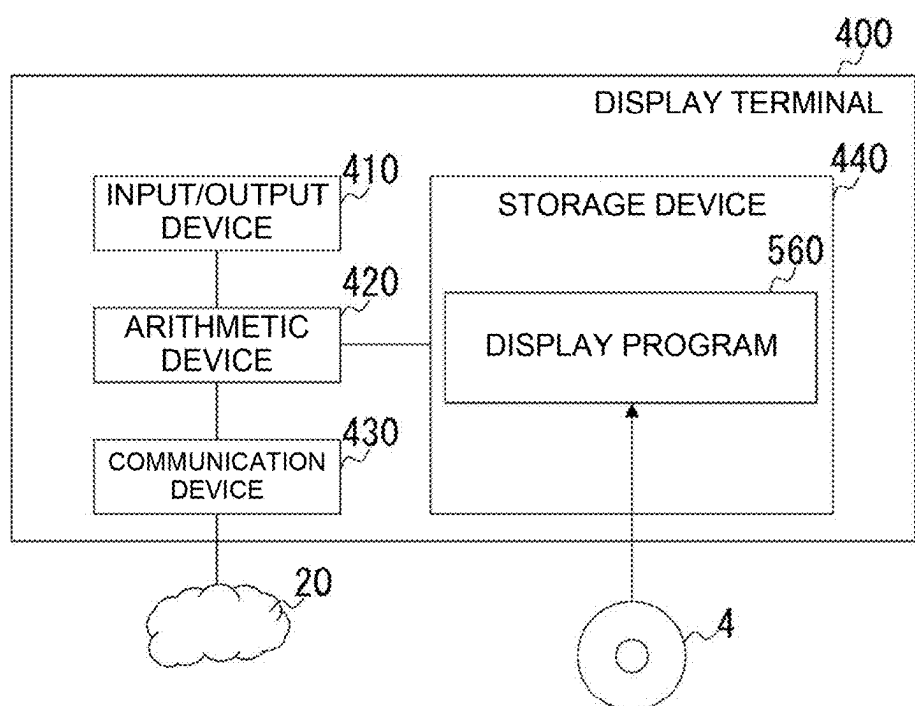 400
DISPLAY TERMINAL
410
INPUT/OUTPUT
DEVICE
420
ARITHMETIC
DEVICE
430
COMMUNICATION
DEVICE
440
STORAGE DEVICE
560
DISPLAY PROGRAM
20
4